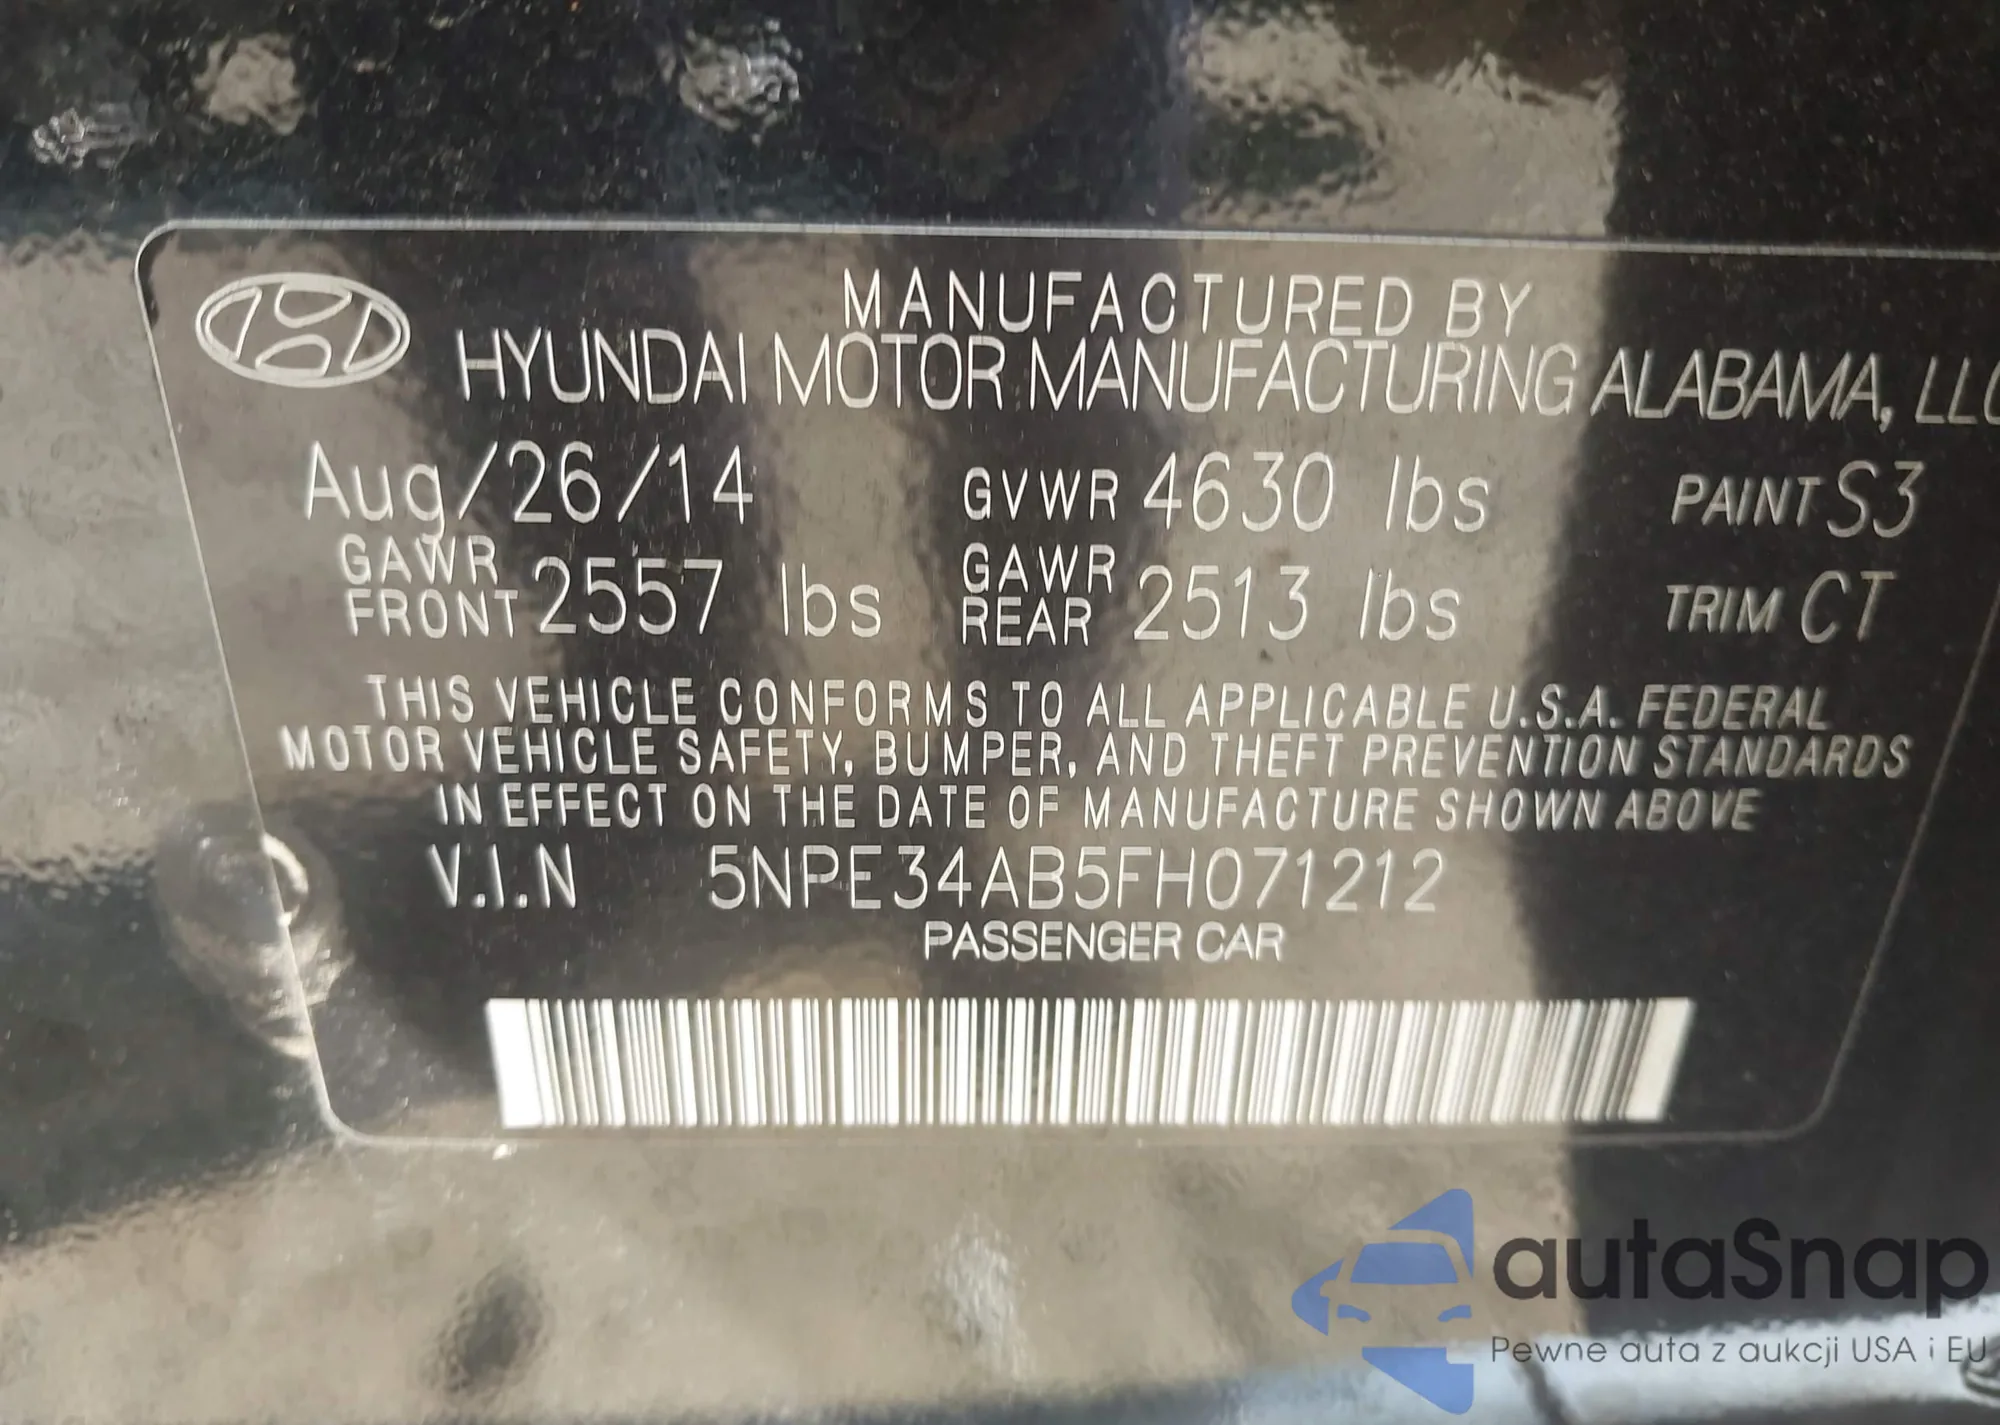 MANUFACTURED BY
HYUNDAI MOTOR MANUFACTURING ALABAMA, LLC
Aug/26/14 GVWR 4630 lbs PAINT S3
GAWR FRONT 2557 lbs GAWR REAR 2513 lbs TRIM CT
THIS VEHICLE CONFORMS TO ALL APPLICABLE U.S.A. FEDERAL
MOTOR VEHICLE SAFETY, BUMPER, AND THEFT PREVENTION STANDARDS
IN EFFECT ON THE DATE OF MANUFACTURE SHOWN ABOVE
V.I.N 5NPE34AB5FH071212
PASSENGER CAR
autaSnap
Pewne auta z aukcji USA i EU